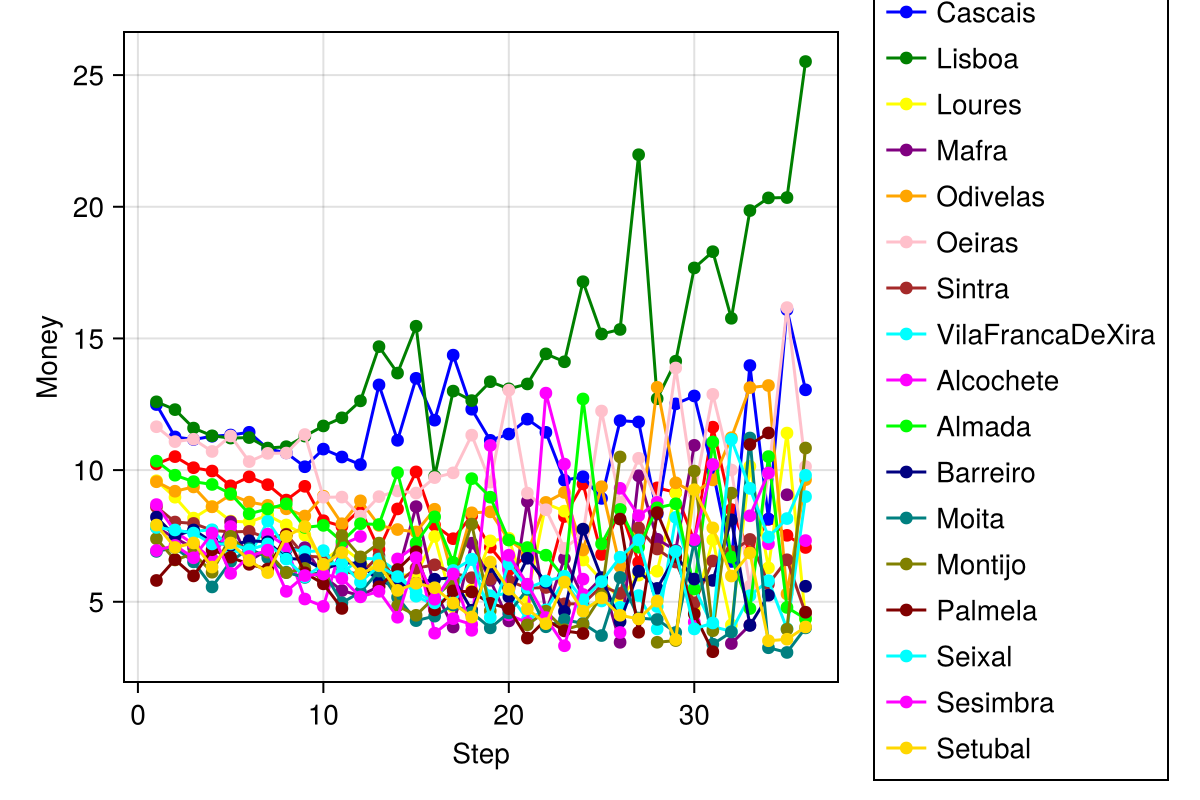 Cascais
Lisboa
Loures
Mafra
Odivelas
Oeiras
Sintra
VilaFrancaDeXira
Alcochete
Almada
Barreiro
Moita
Montijo
Palmela
Seixal
Sesimbra
Setubal
25
20
15
10
5
Money
0 10 20 30
Step